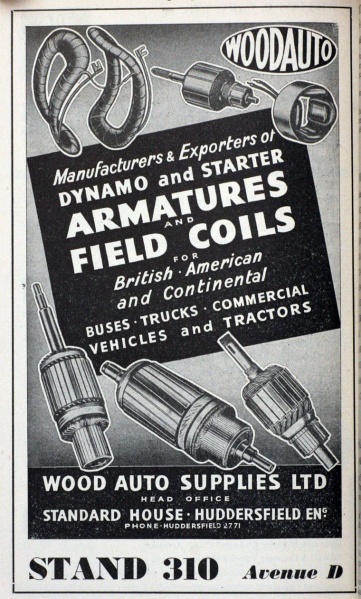 WOODAUTO
Manufacturers & Exporters of
DYNAMO and STARTER
ARMATURES
AND
FIELD COILS
FOR
British · American
and Continental
BUSES · TRUCKS · COMMERCIAL
VEHICLES and TRACTORS
WOOD AUTO SUPPLIES LTD
HEAD OFFICE
STANDARD HOUSE · HUDDERSFIELD ENG.
PHONE · HUDDERSFIELD 2771
STAND 310 Avenue D